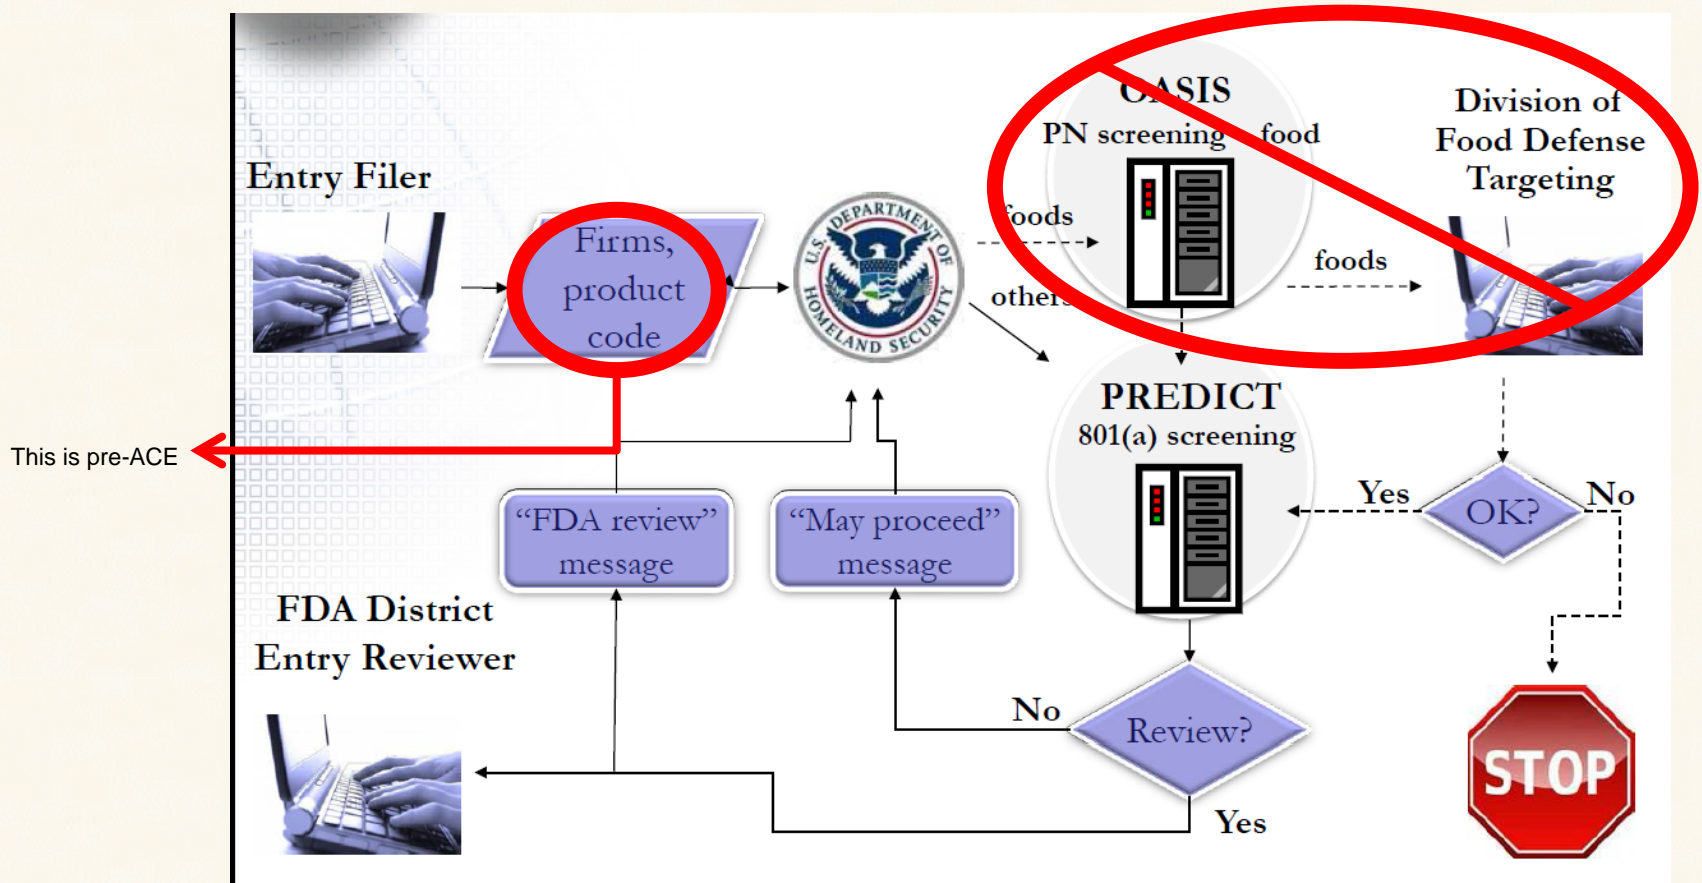 OASIS
PN screening - food
Division of
Food Defense
Targeting
Entry Filer
Firms,
product
code
U.S. DEPARTMENT OF
HOMELAND SECURITY
foods
others
foods
PREDICT
801(a) screening
This is pre-ACE
“FDA review”
message
“May proceed”
message
Yes
OK?
No
FDA District
Entry Reviewer
No
Review?
Yes
STOP